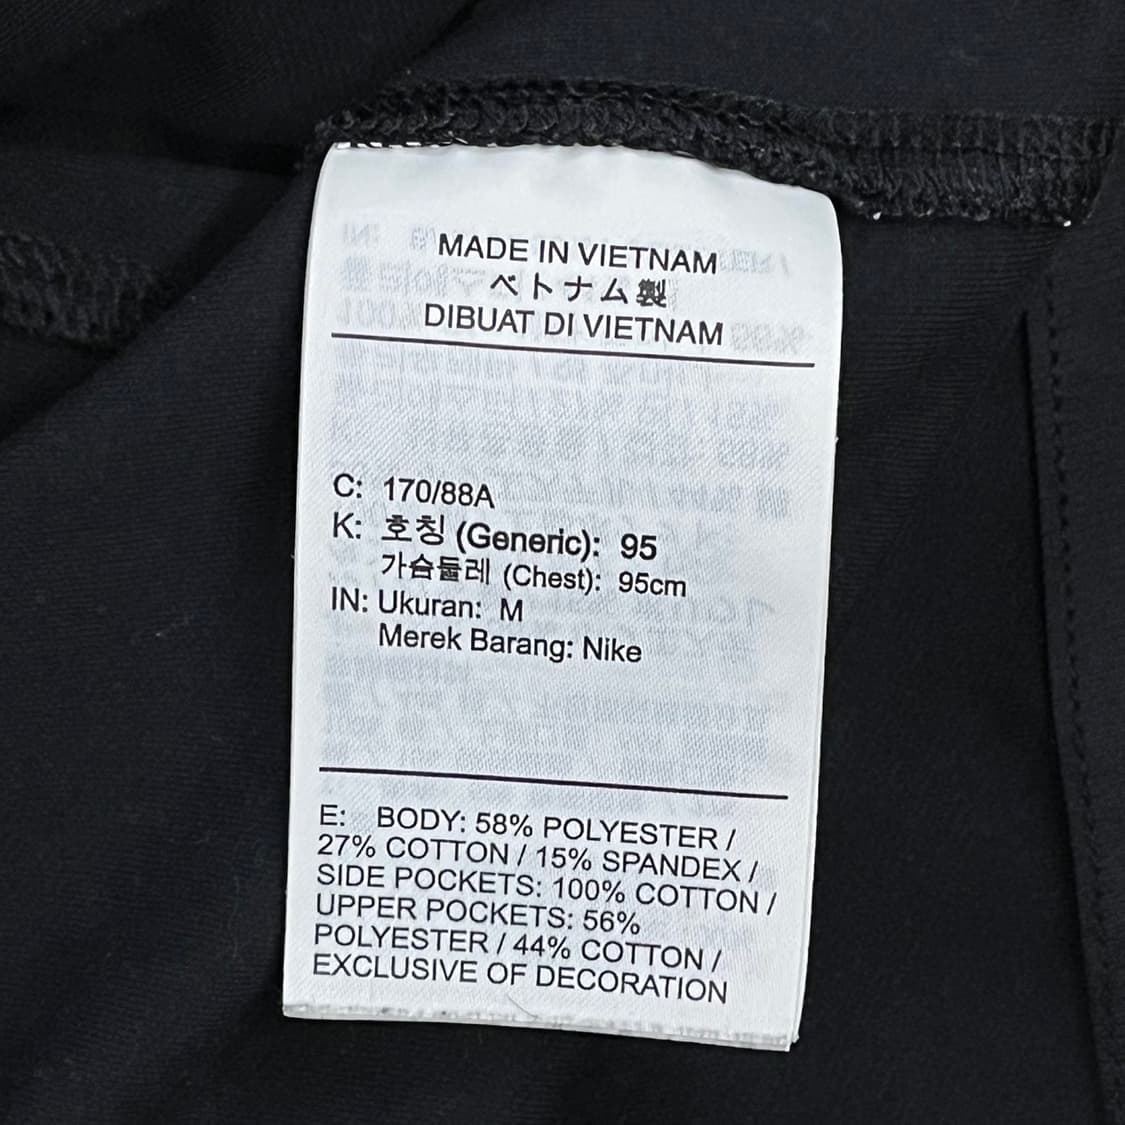 MADE IN VIETNAM
ベトナム製
DIBUAT DI VIETNAM
C: 170/88A
K: 호칭 (Generic): 95
가슴둘레 (Chest): 95cm
IN: Ukuran: M
Merek Barang: Nike
E: BODY: 58% POLYESTER /
27% COTTON / 15% SPANDEX /
SIDE POCKETS: 100% COTTON /
UPPER POCKETS: 56%
POLYESTER / 44% COTTON /
EXCLUSIVE OF DECORATION